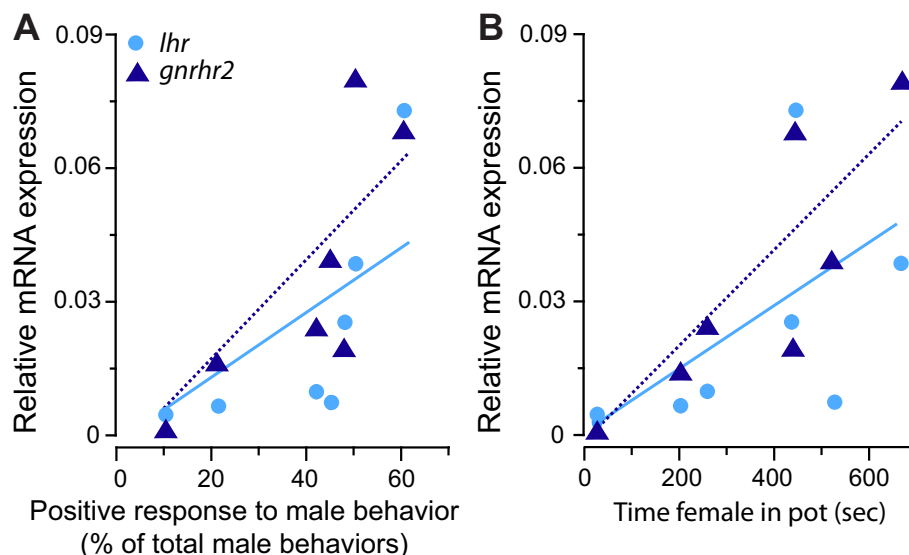 A
lhr
gnrhr2
Relative mRNA expression
0.09
0.06
0.03
0
0
20
40
60
Positive response to male behavior
(% of total male behaviors)
B
Relative mRNA expression
0.09
0.06
0.03
0
0
200
400
600
Time female in pot (sec)